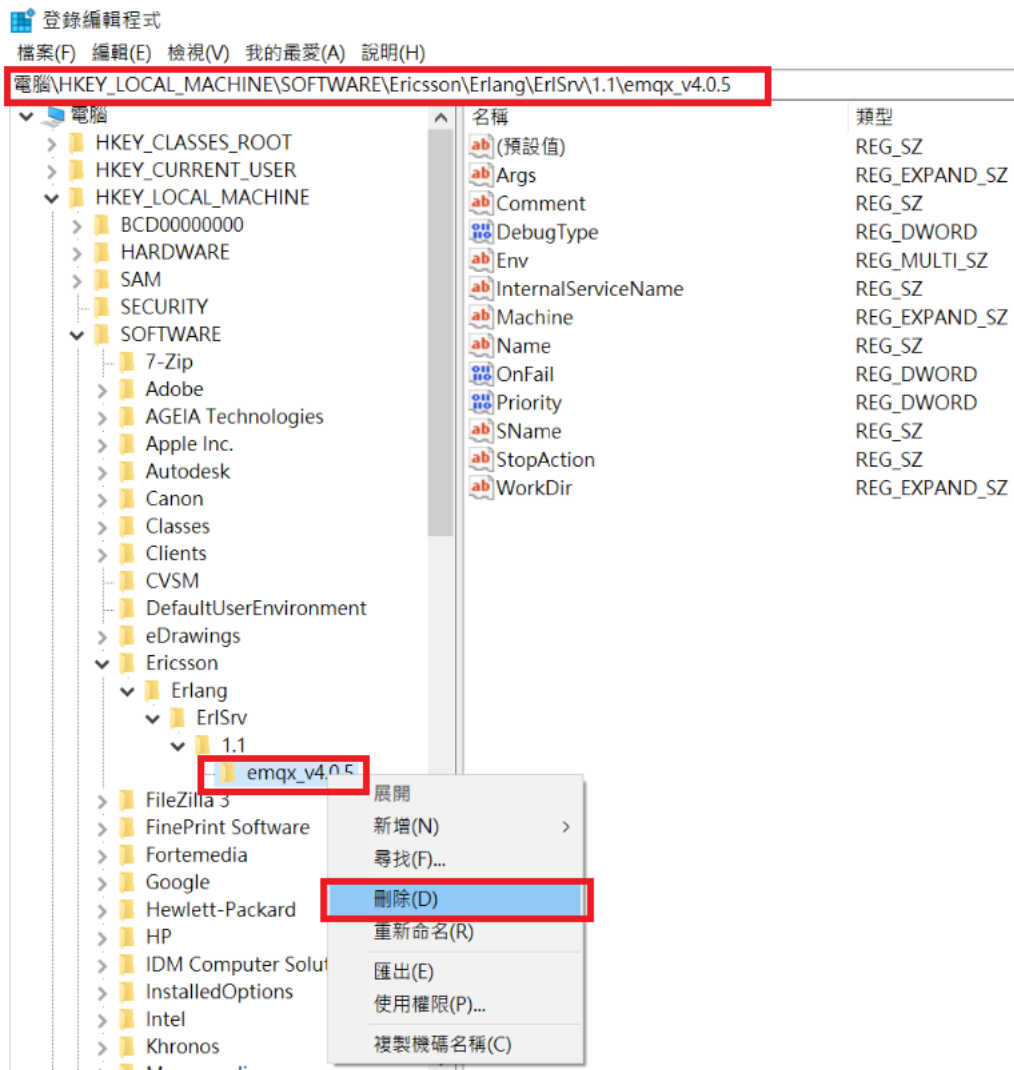 登錄編輯程式
檔案(F) 編輯(E) 檢視(V) 我的最愛(A) 說明(H)
電腦\HKEY_LOCAL_MACHINE\SOFTWARE\Ericsson\Erlang\ErlSrv\1.1\emqx_v4.0.5
電腦
HKEY_CLASSES_ROOT
HKEY_CURRENT_USER
HKEY_LOCAL_MACHINE
BCD00000000
HARDWARE
SAM
SECURITY
SOFTWARE
7-Zip
Adobe
AGEIA Technologies
Apple Inc.
Autodesk
Canon
Classes
Clients
CVSM
DefaultUserEnvironment
eDrawings
Ericsson
Erlang
ErlSrv
1.1
emqx_v4.0.5
FileZilla 3
FinePrint Software
Fortemedia
Google
Hewlett-Packard
HP
IDM Computer Solut
InstalledOptions
Intel
Khronos
名稱 類型
(預設值) REG_SZ
Args REG_EXPAND_SZ
Comment REG_SZ
DebugType REG_DWORD
Env REG_MULTI_SZ
InternalServiceName REG_SZ
Machine REG_EXPAND_SZ
Name REG_SZ
OnFail REG_DWORD
Priority REG_DWORD
SName REG_SZ
StopAction REG_SZ
WorkDir REG_EXPAND_SZ
展開
新增(N)
尋找(F)...
刪除(D)
重新命名(R)
匯出(E)
使用權限(P)...
複製機碼名稱(C)